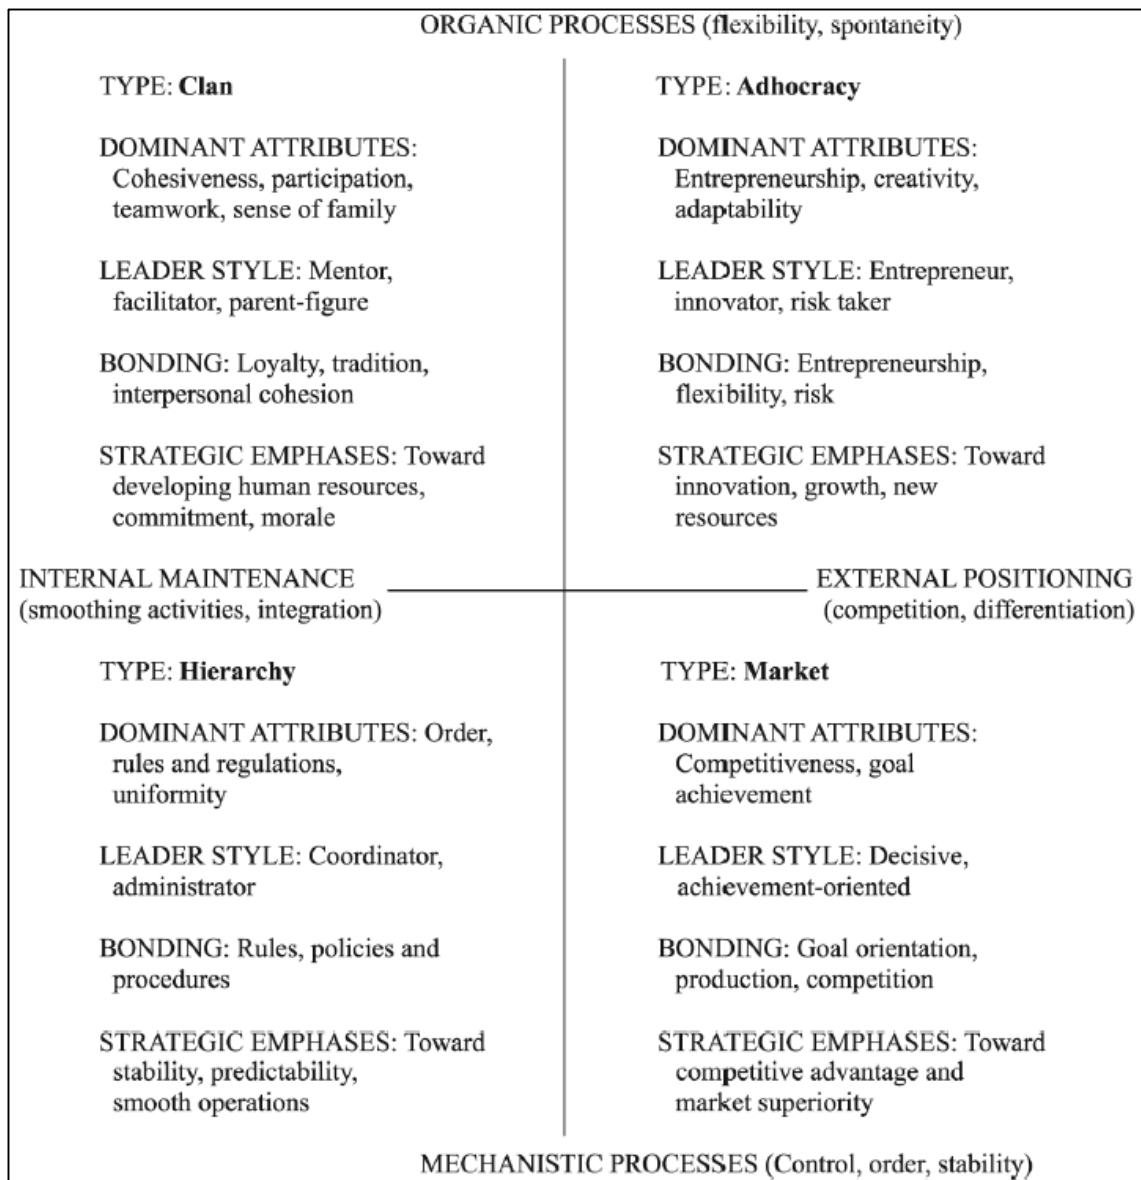 ORGANIC PROCESSES (flexibility, spontaneity)
TYPE: Clan
DOMINANT ATTRIBUTES:
Cohesiveness, participation,
teamwork, sense of family
LEADER STYLE: Mentor,
facilitator, parent-figure
BONDING: Loyalty, tradition,
interpersonal cohesion
STRATEGIC EMPHASES: Toward
developing human resources,
commitment, morale
TYPE: Adhocracy
DOMINANT ATTRIBUTES:
Entrepreneurship, creativity,
adaptability
LEADER STYLE: Entrepreneur,
innovator, risk taker
BONDING: Entrepreneurship,
flexibility, risk
STRATEGIC EMPHASES: Toward
innovation, growth, new
resources
INTERNAL MAINTENANCE
(smoothing activities, integration)
EXTERNAL POSITIONING
(competition, differentiation)
TYPE: Hierarchy
DOMINANT ATTRIBUTES: Order,
rules and regulations,
uniformity
LEADER STYLE: Coordinator,
administrator
BONDING: Rules, policies and
procedures
STRATEGIC EMPHASES: Toward
stability, predictability,
smooth operations
TYPE: Market
DOMINANT ATTRIBUTES:
Competitiveness, goal
achievement
LEADER STYLE: Decisive,
achievement-oriented
BONDING: Goal orientation,
production, competition
STRATEGIC EMPHASES: Toward
competitive advantage and
market superiority
MECHANISTIC PROCESSES (Control, order, stability)